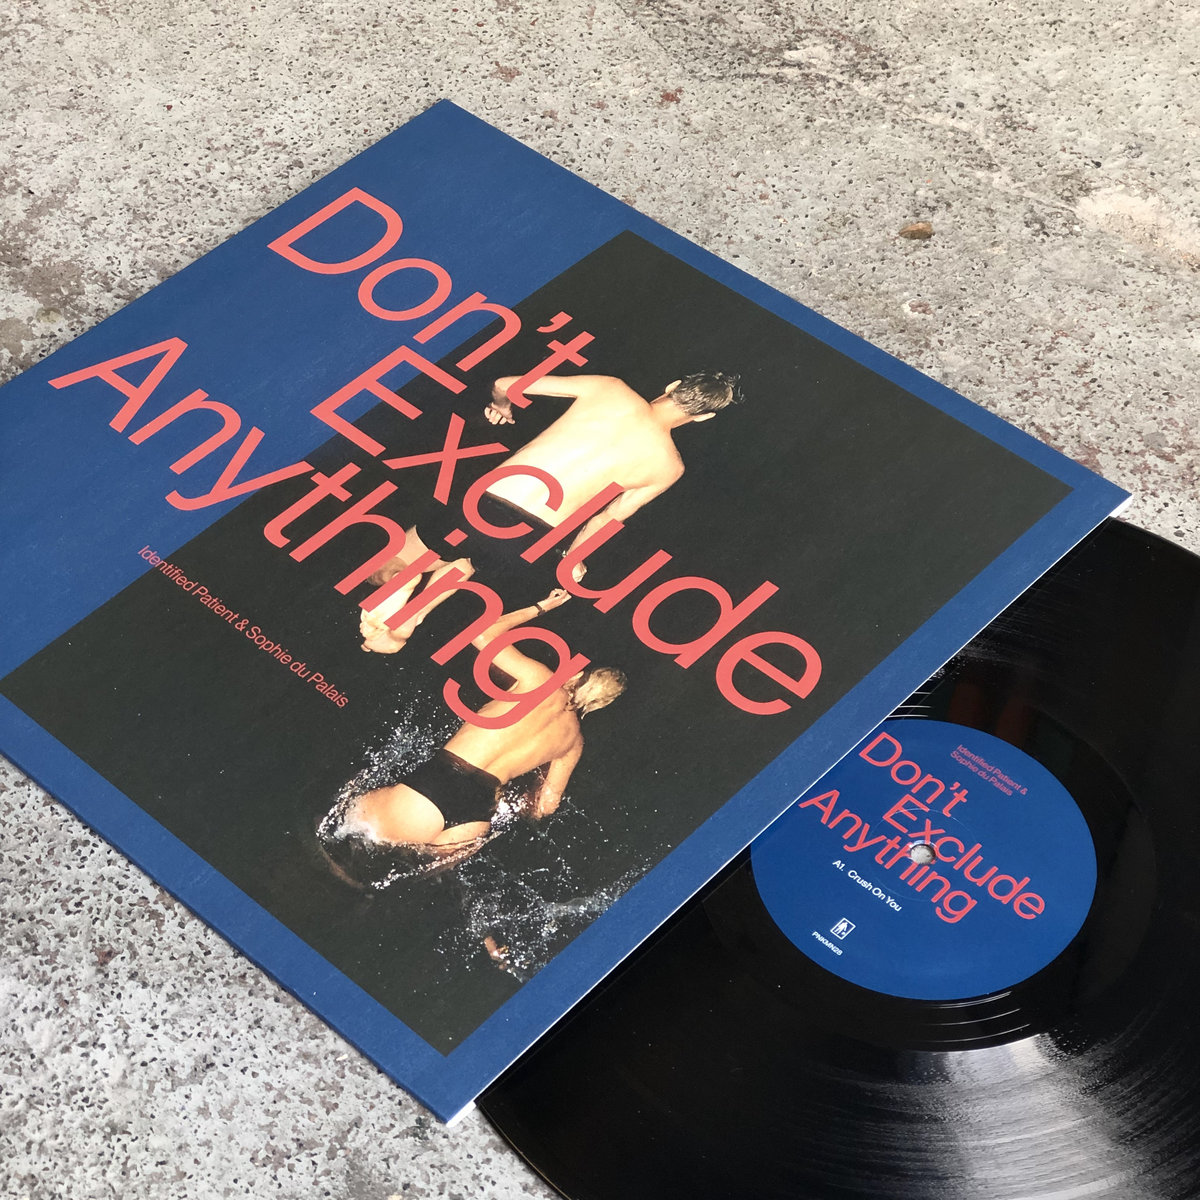 Don't
Exclude
Anything
Identified Patient & Sophie du Palais
Identified Patient &
Sophie du Palais
Don't
Exclude
Anything
A1. Crush On You
PNKMN28